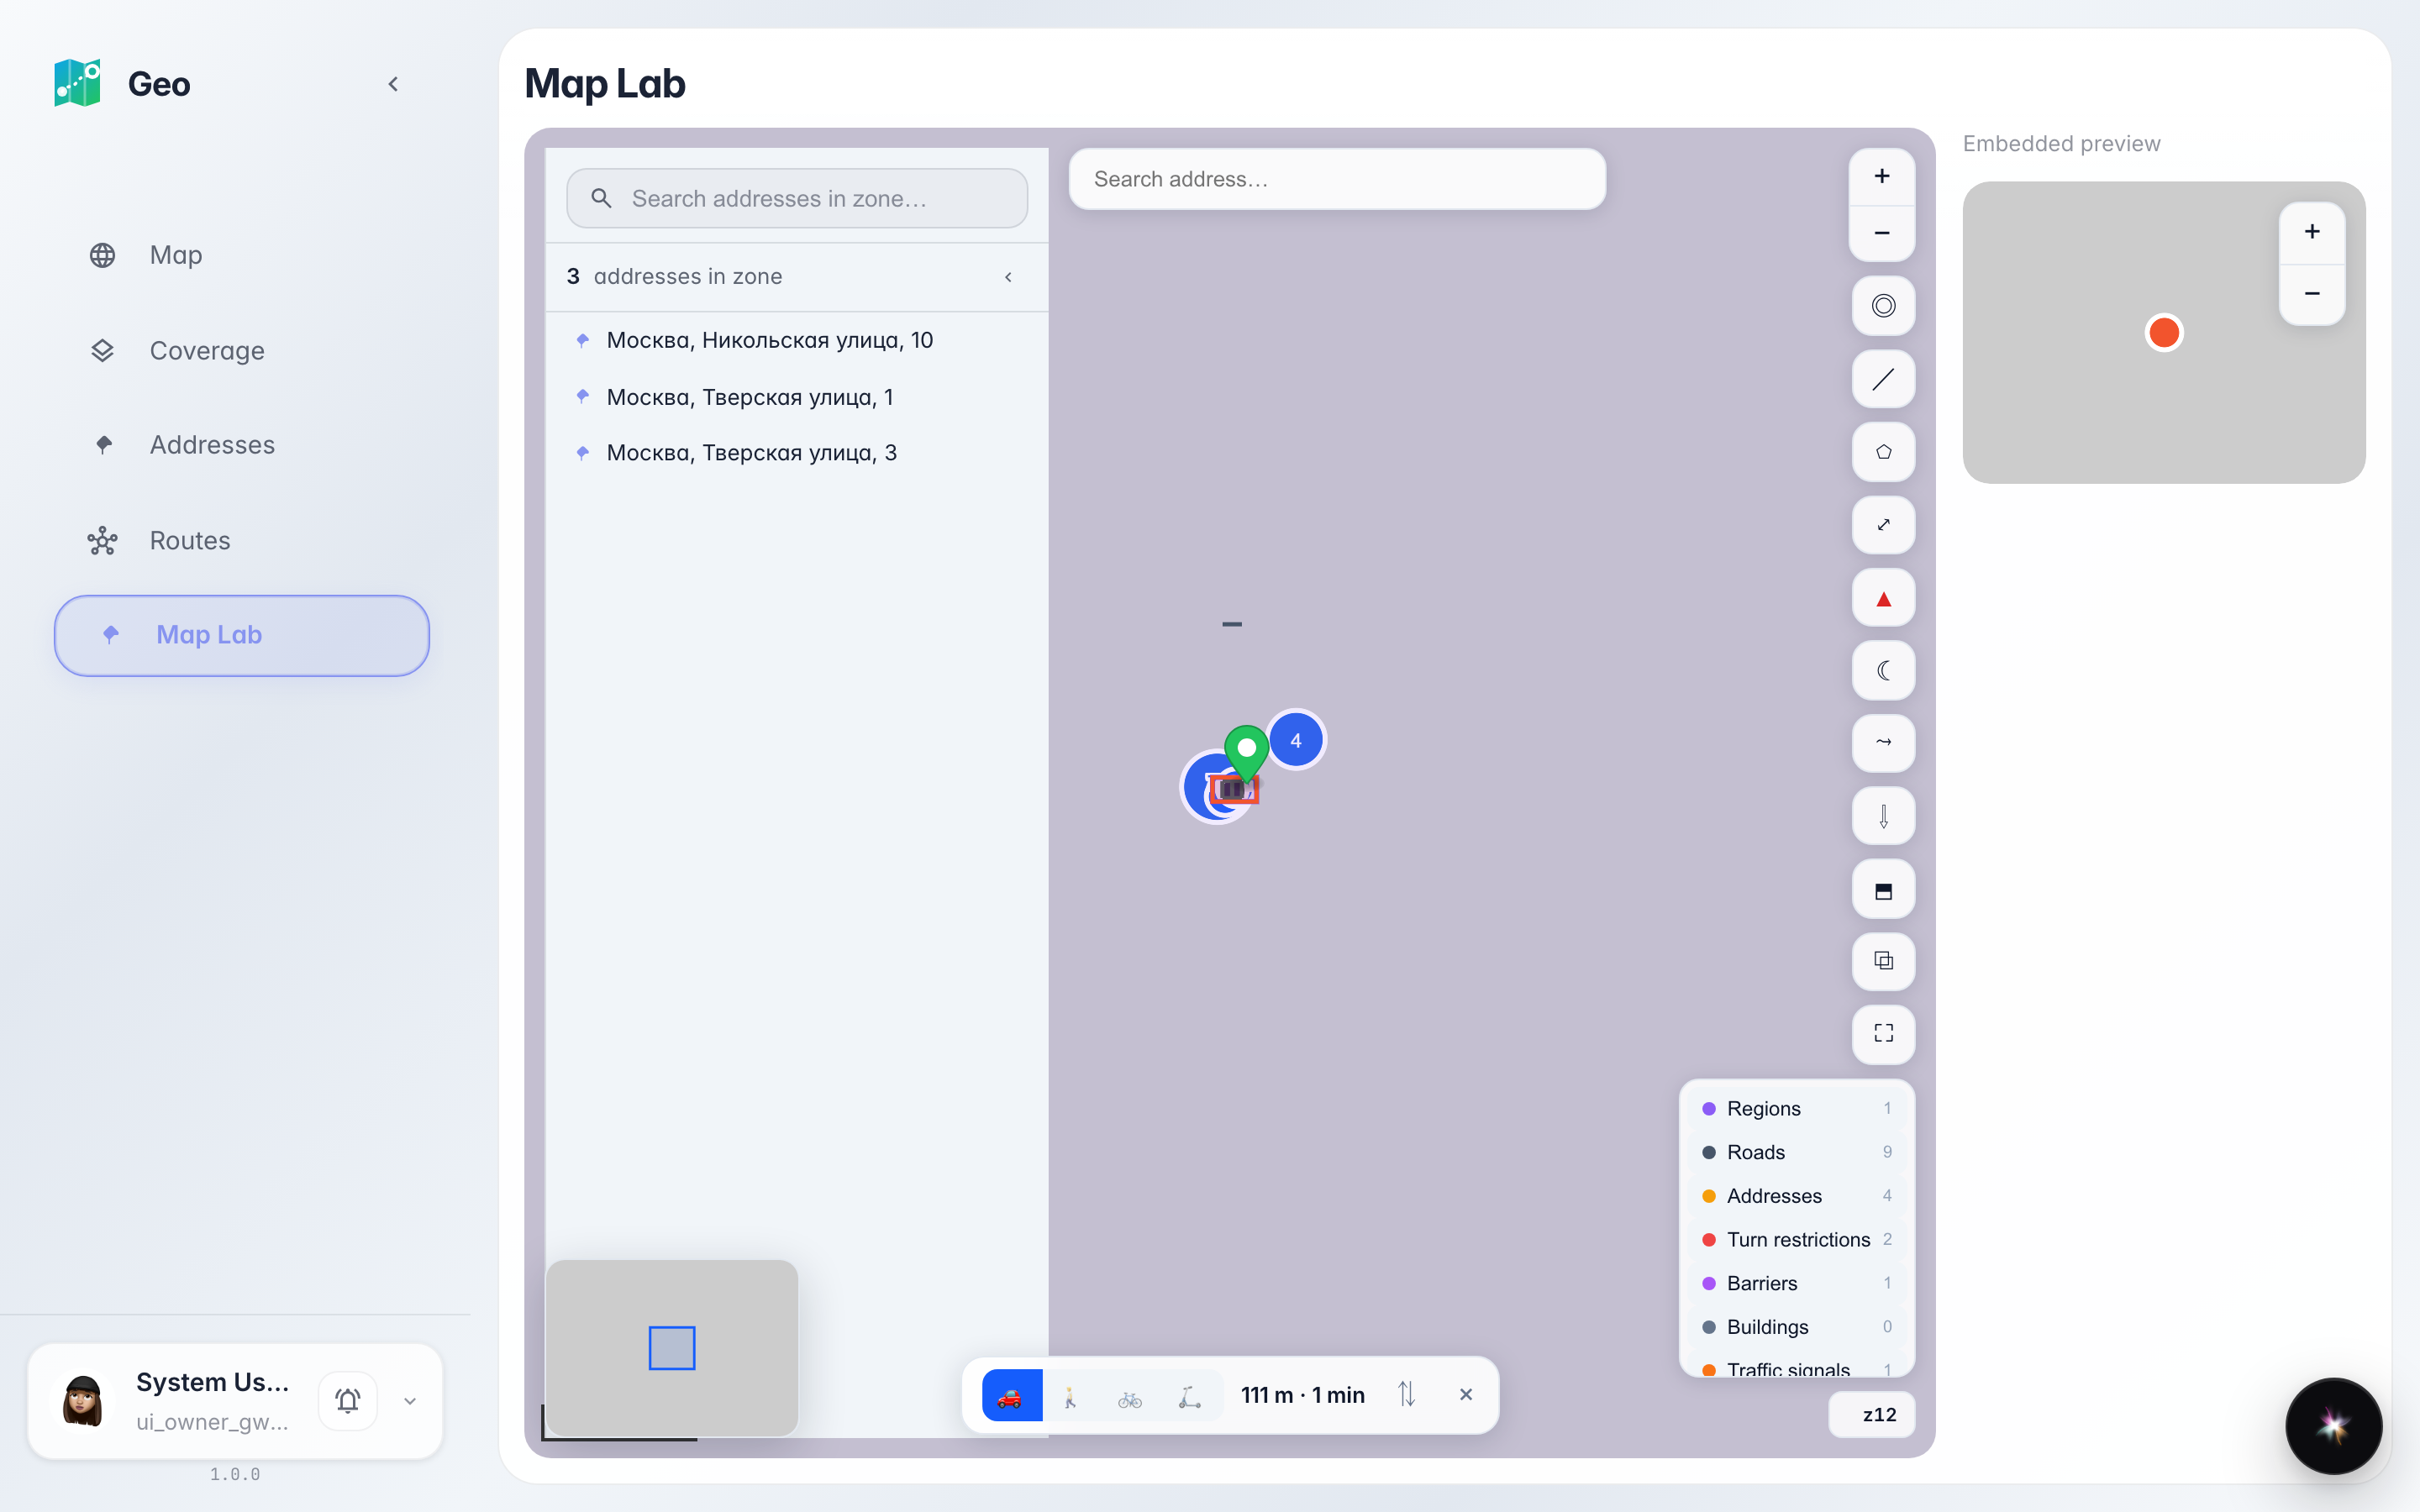 Geo
Map
Coverage
Addresses
Routes
Map Lab
System Us...
ui_owner_gw...
1.0.0
Map Lab
Search addresses in zone...
3 addresses in zone
Москва, Никольская улица, 10
Москва, Тверская улица, 1
Москва, Тверская улица, 3
Search address...
4
111 m · 1 min
Regions 1
Roads 9
Addresses 4
Turn restrictions 2
Barriers 1
Buildings 0
Traffic signals 1
z12
Embedded preview